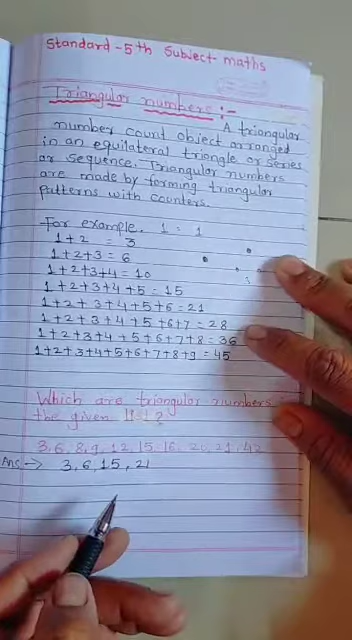 Standard-5th Subject-maths
Triangular numbers :-
A triangular
number count object arranged
in an equilateral triangle or series
or sequence. Triangular numbers
are made by forming triangular
patterns with counters.
For example. 1 = 1
1+2 = 3
1+2+3 = 6
1+2+3+4 = 10
1+2+3+4+5 = 15
1+2+3+4+5+6 = 21
1+2+3+4+5+6+7 = 28
1+2+3+4+5+6+7+8 = 36
1+2+3+4+5+6+7+8+9 = 45
Which are triangular numbers
the given
3, 6, 8, 9, 12, 15, 16, 20, 21, 42
Ans → 3, 6, 15, 21